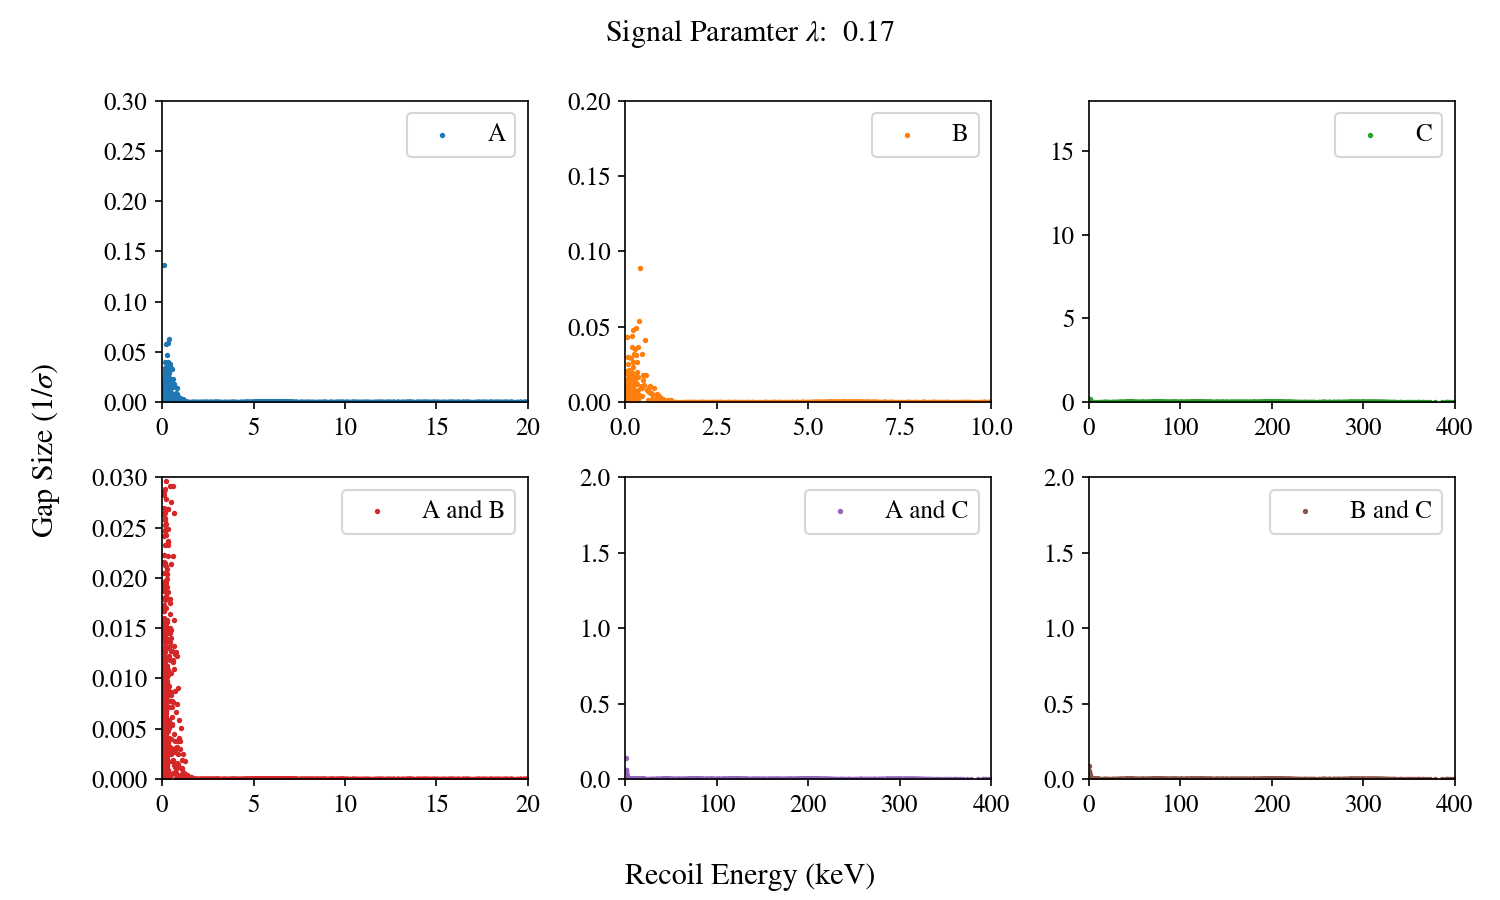 Signal Paramter λ: 0.17
Gap Size (1/σ)
0.30
0.25
0.20
0.15
0.10
0.05
0.00
0 5 10 15 20
A
0.20
0.15
0.10
0.05
0.00
0.0 2.5 5.0 7.5 10.0
B
15
10
5
0
0 100 200 300 400
C
0.030
0.025
0.020
0.015
0.010
0.005
0.000
0 5 10 15 20
A and B
2.0
1.5
1.0
0.5
0.0
0 100 200 300 400
A and C
2.0
1.5
1.0
0.5
0.0
0 100 200 300 400
B and C
Recoil Energy (keV)